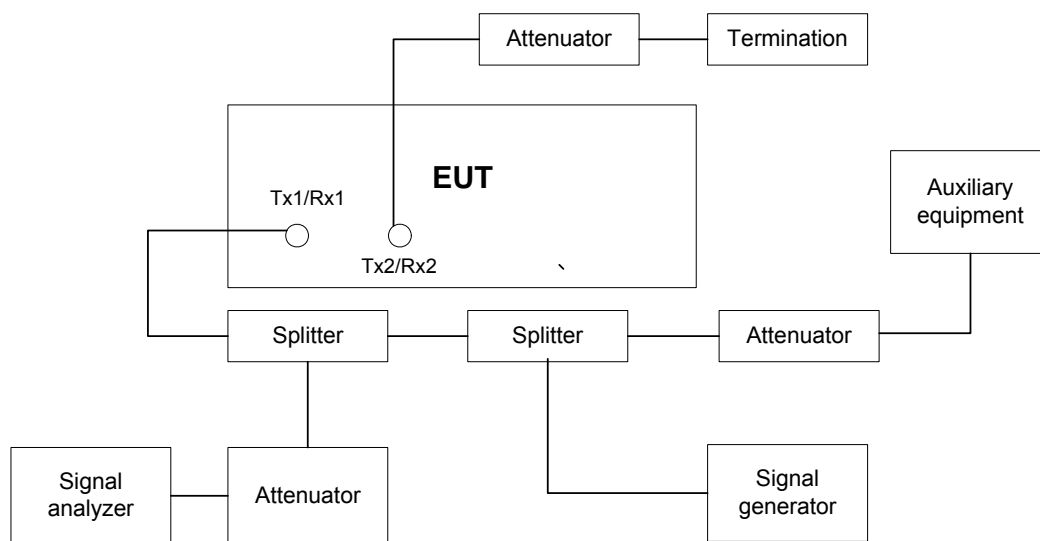 Attenuator
Termination
EUT
Tx1/Rx1
Tx2/Rx2
Auxiliary
equipment
Splitter
Splitter
Attenuator
Signal
analyzer
Attenuator
Signal
generator